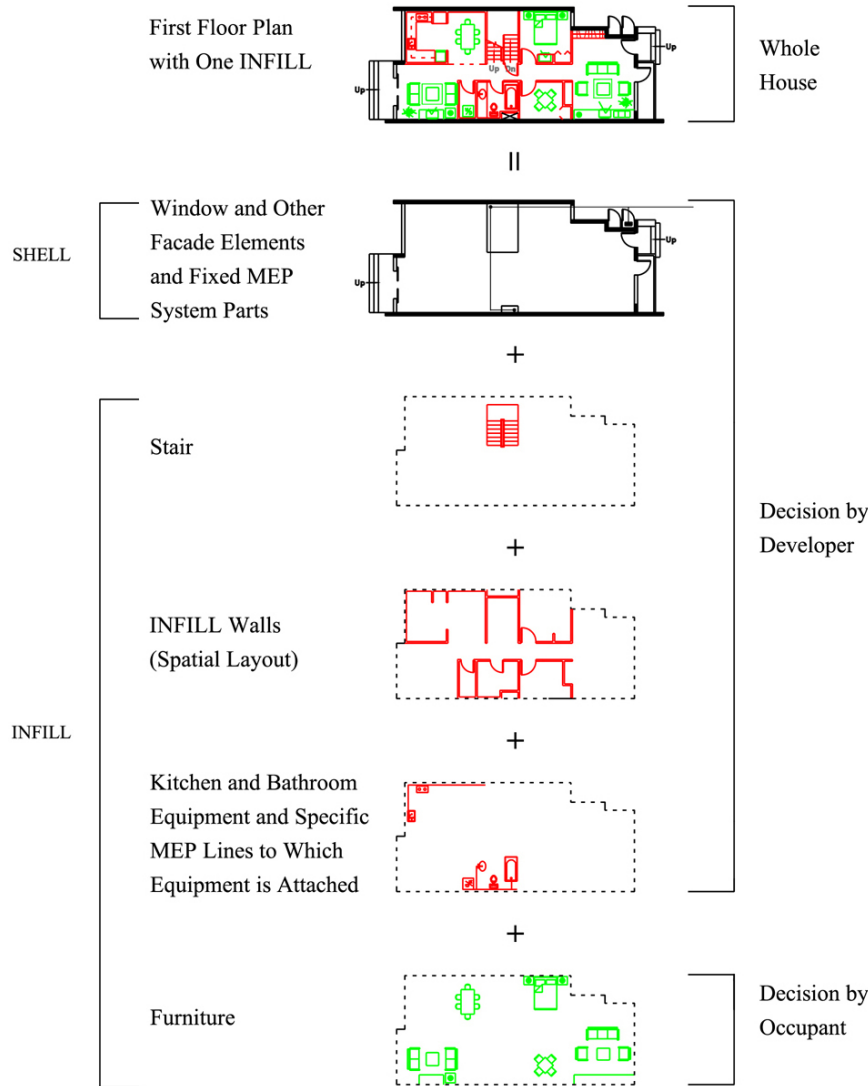 First Floor Plan
with One INFILL
Up
Up Dn
Up
Whole
House
=
SHELL
Window and Other
Facade Elements
and Fixed MEP
System Parts
Up
Up
+
Stair
Decision by
Developer
+
INFILL Walls
(Spatial Layout)
INFILL
+
Kitchen and Bathroom
Equipment and Specific
MEP Lines to Which
Equipment is Attached
+
Furniture
Decision by
Occupant